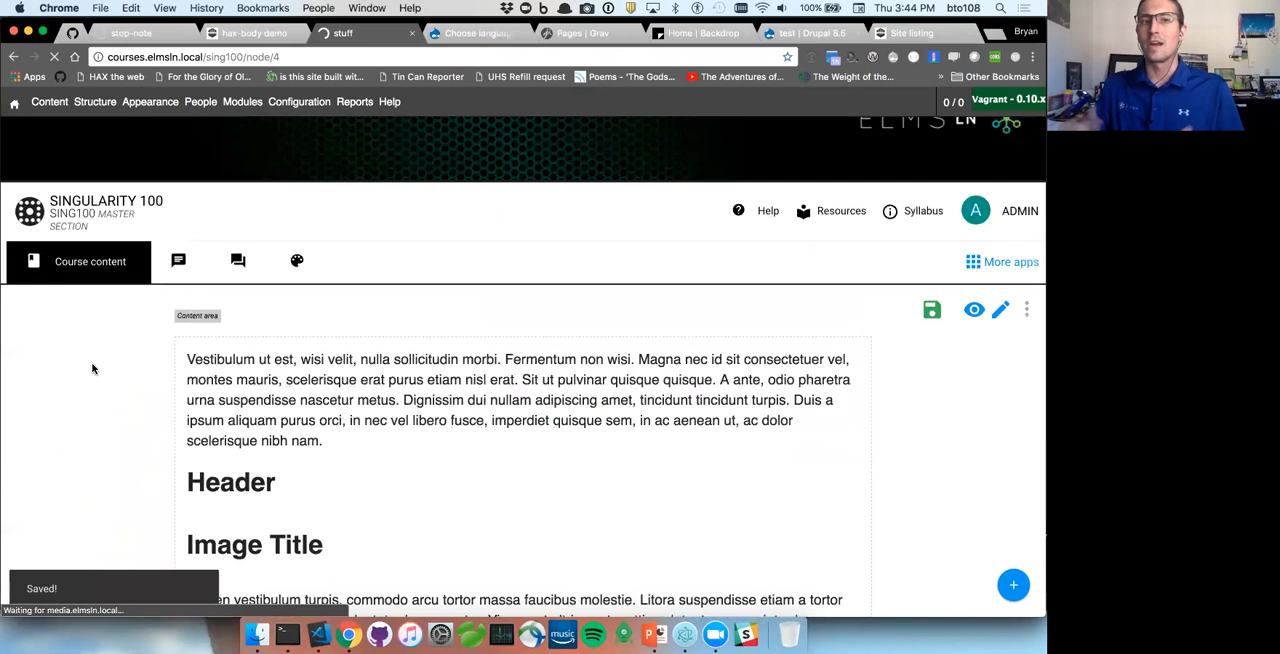 Chrome File Edit View History Bookmarks People Window Help 100% Thu 3:44 PM bto108
stop-note hax-body demo stuff Choose langu Pages | Grav Home | Backdrop test | Drupal 8.5 Site listing Bryan
courses.elmsln.local/sing100/node/4
Apps HAX the web For the Glory of Ol... is this site built wit... Tin Can Reporter UHS Refill request Poems - 'The Gods... The Adventures of... The Weight of the... » Other Bookmarks
Content Structure Appearance People Modules Configuration Reports Help 0 / 0 Vagrant - 0.10.x
ELMS LN
SINGULARITY 100
SING100 MASTER
SECTION
Help Resources Syllabus A ADMIN
Course content More apps
Content area
Vestibulum ut est, wisi velit, nulla sollicitudin morbi. Fermentum non wisi. Magna nec id sit consectetuer vel,
montes mauris, scelerisque erat purus etiam nisl erat. Sit ut pulvinar quisque quisque. A ante, odio pharetra
urna suspendisse nascetur metus. Dignissim dui nullam adipiscing amet, tincidunt tincidunt turpis. Duis a
ipsum aliquam purus orci, in nec vel libero fusce, imperdiet quisque sem, in ac aenean ut, ac dolor
scelerisque nibh nam.
Header
Image Title
en vestibulum turpis, commodo arcu tortor massa faucibus molestie. Litora suspendisse etiam a tortor
Saved!
Waiting for media.elmsln.local...
music